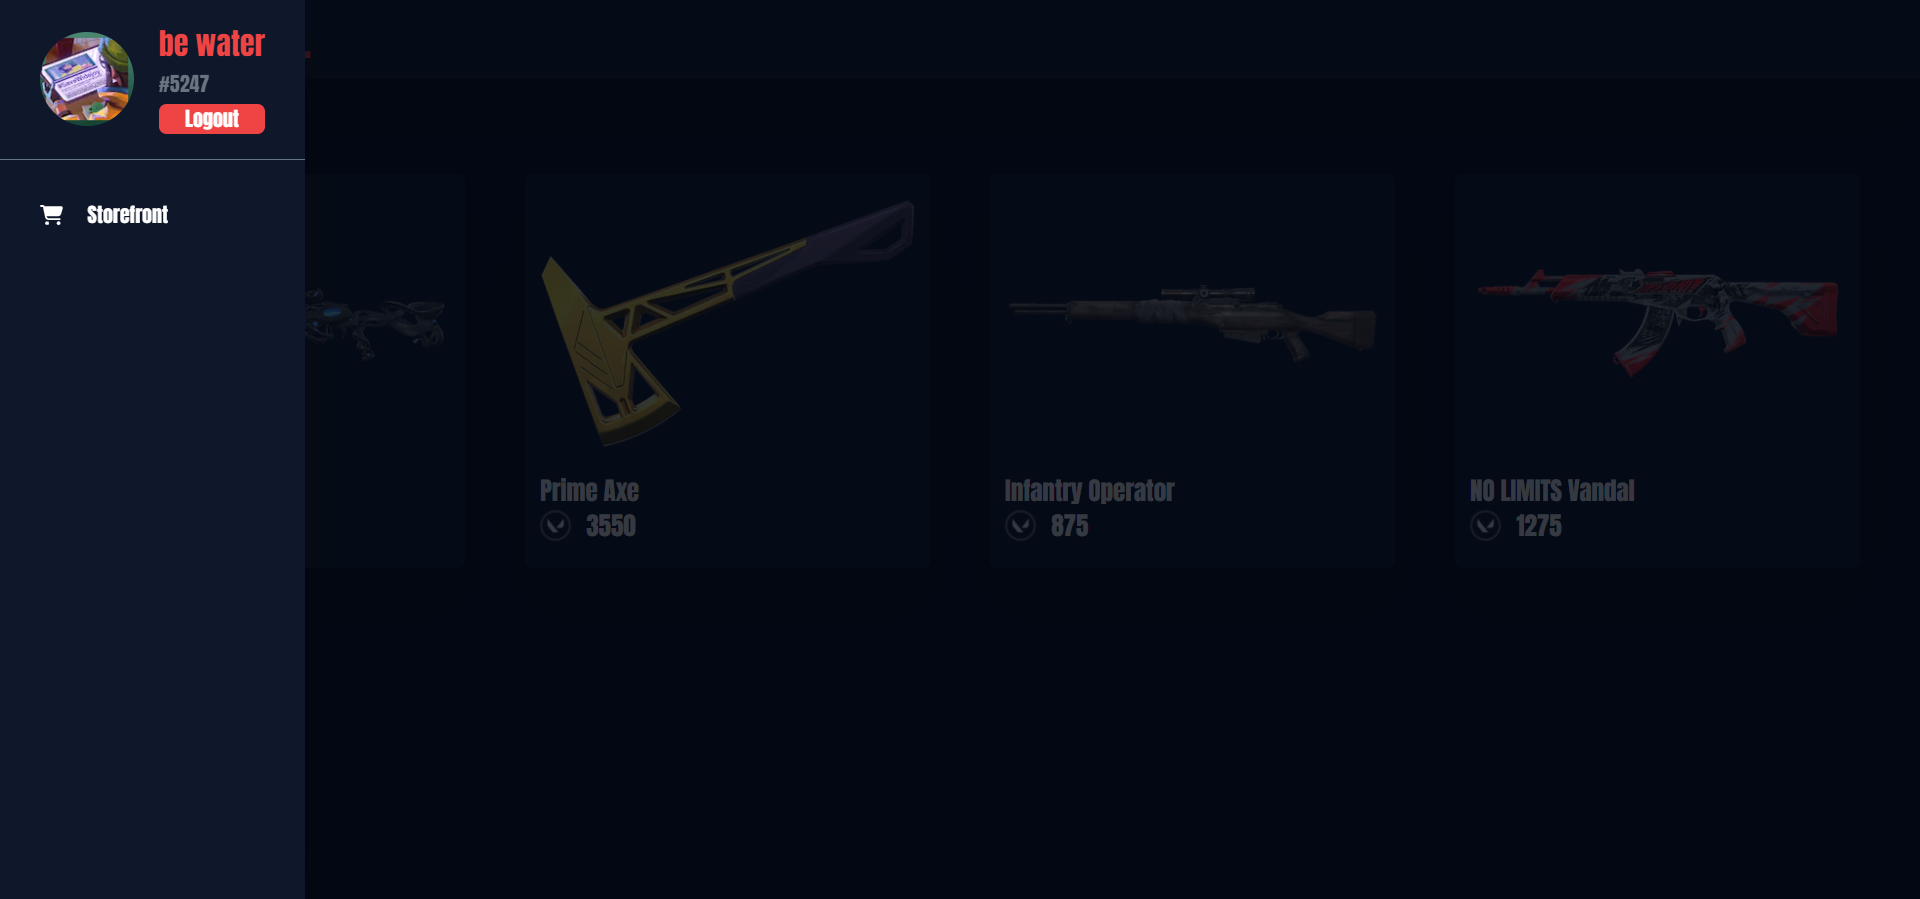 be water
#5247
Logout
Storefront
Prime Axe
3550
Infantry Operator
875
NO LIMITS Vandal
1275